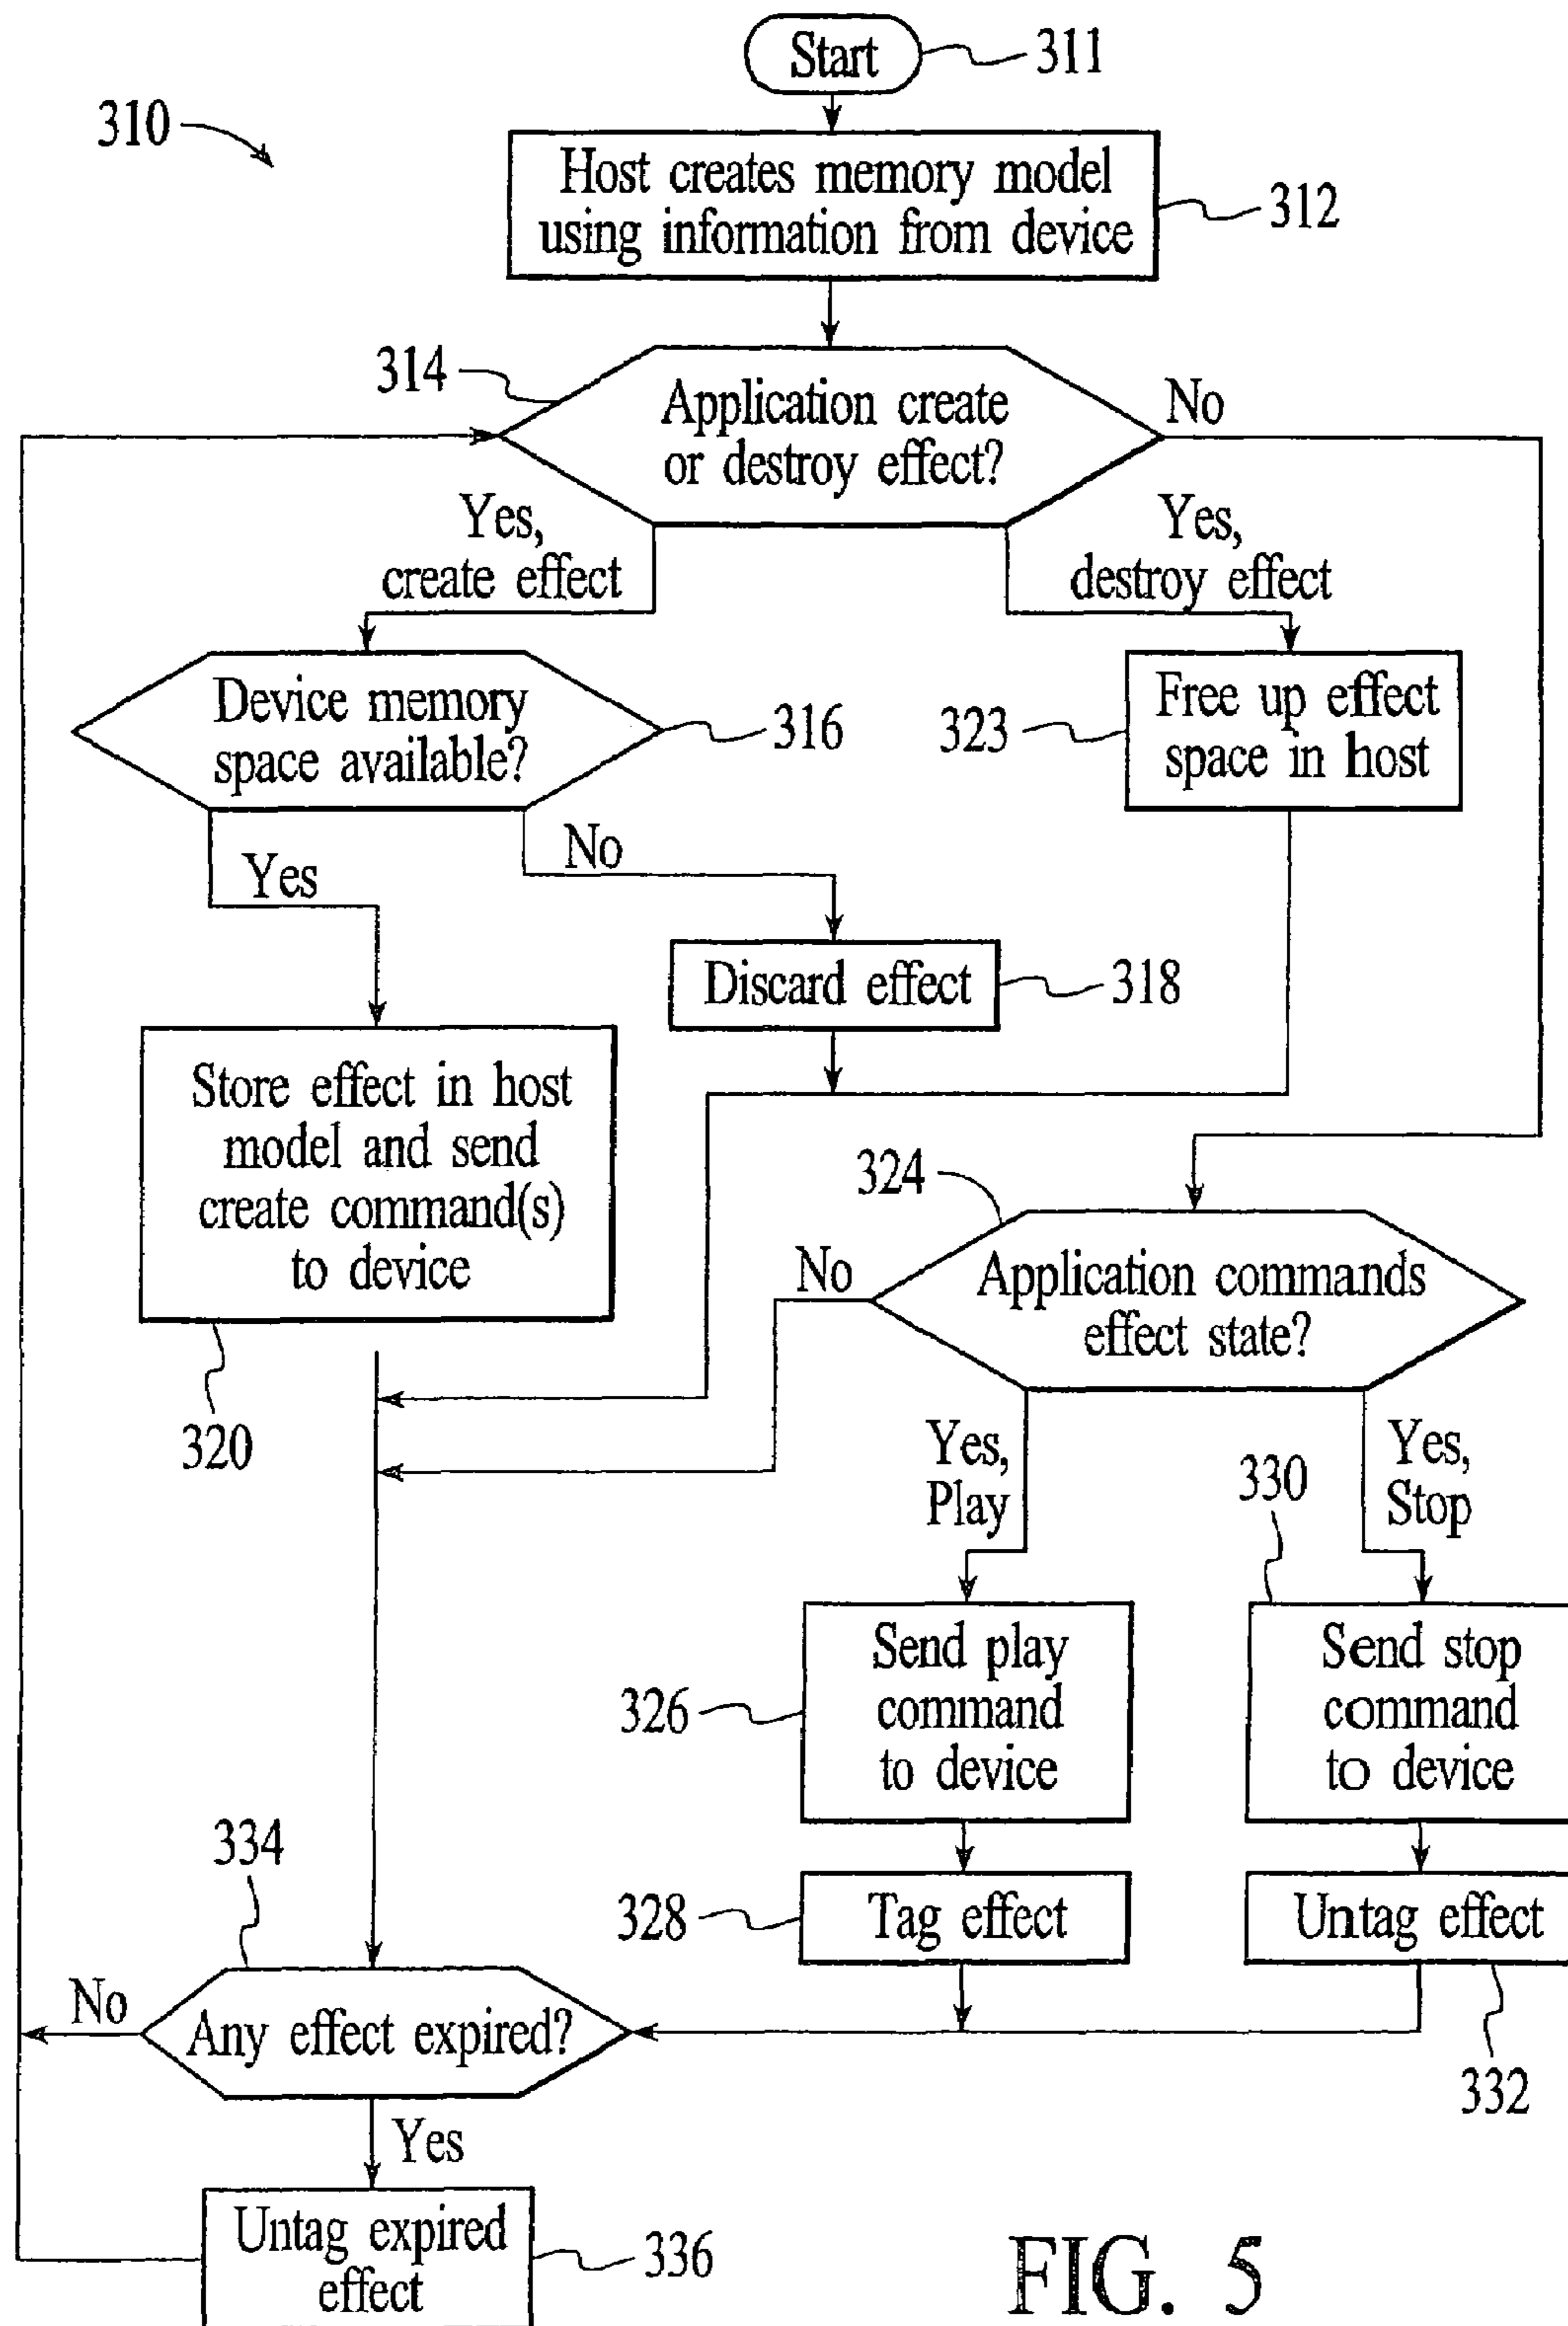 Start
311
310
Host creates memory model
using information from device
312
314
Application create
or destroy effect?
No
Yes,
create effect
Yes,
destroy effect
Device memory
space available?
316
323
Free up effect
space in host
Yes
No
Discard effect
318
Store effect in host
model and send
create command(s)
to device
320
324
No
Application commands
effect state?
Yes,
Play
330
Yes,
Stop
326
Send play
command
to device
Send stop
command
to device
334
328
Tag effect
Untag effect
No
Any effect expired?
332
Yes
Untag expired
effect
336
FIG. 5